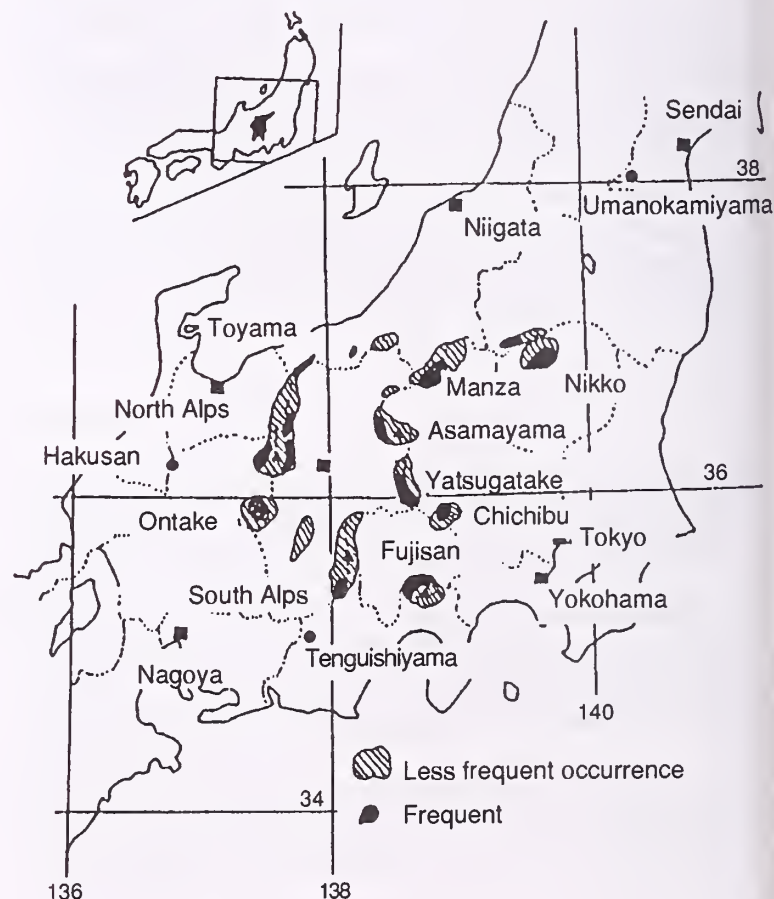 Sendai
38
Umanokamiyama
Niigata
Toyama
Manza
Nikko
North Alps
Asamayama
Hakusan
Yatsugatake
36
Ontake
Chichibu
Fujisan
Tokyo
South Alps
Yokohama
Tenguishiyama
Nagoya
140
Less frequent occurrence
34
Frequent
136
138